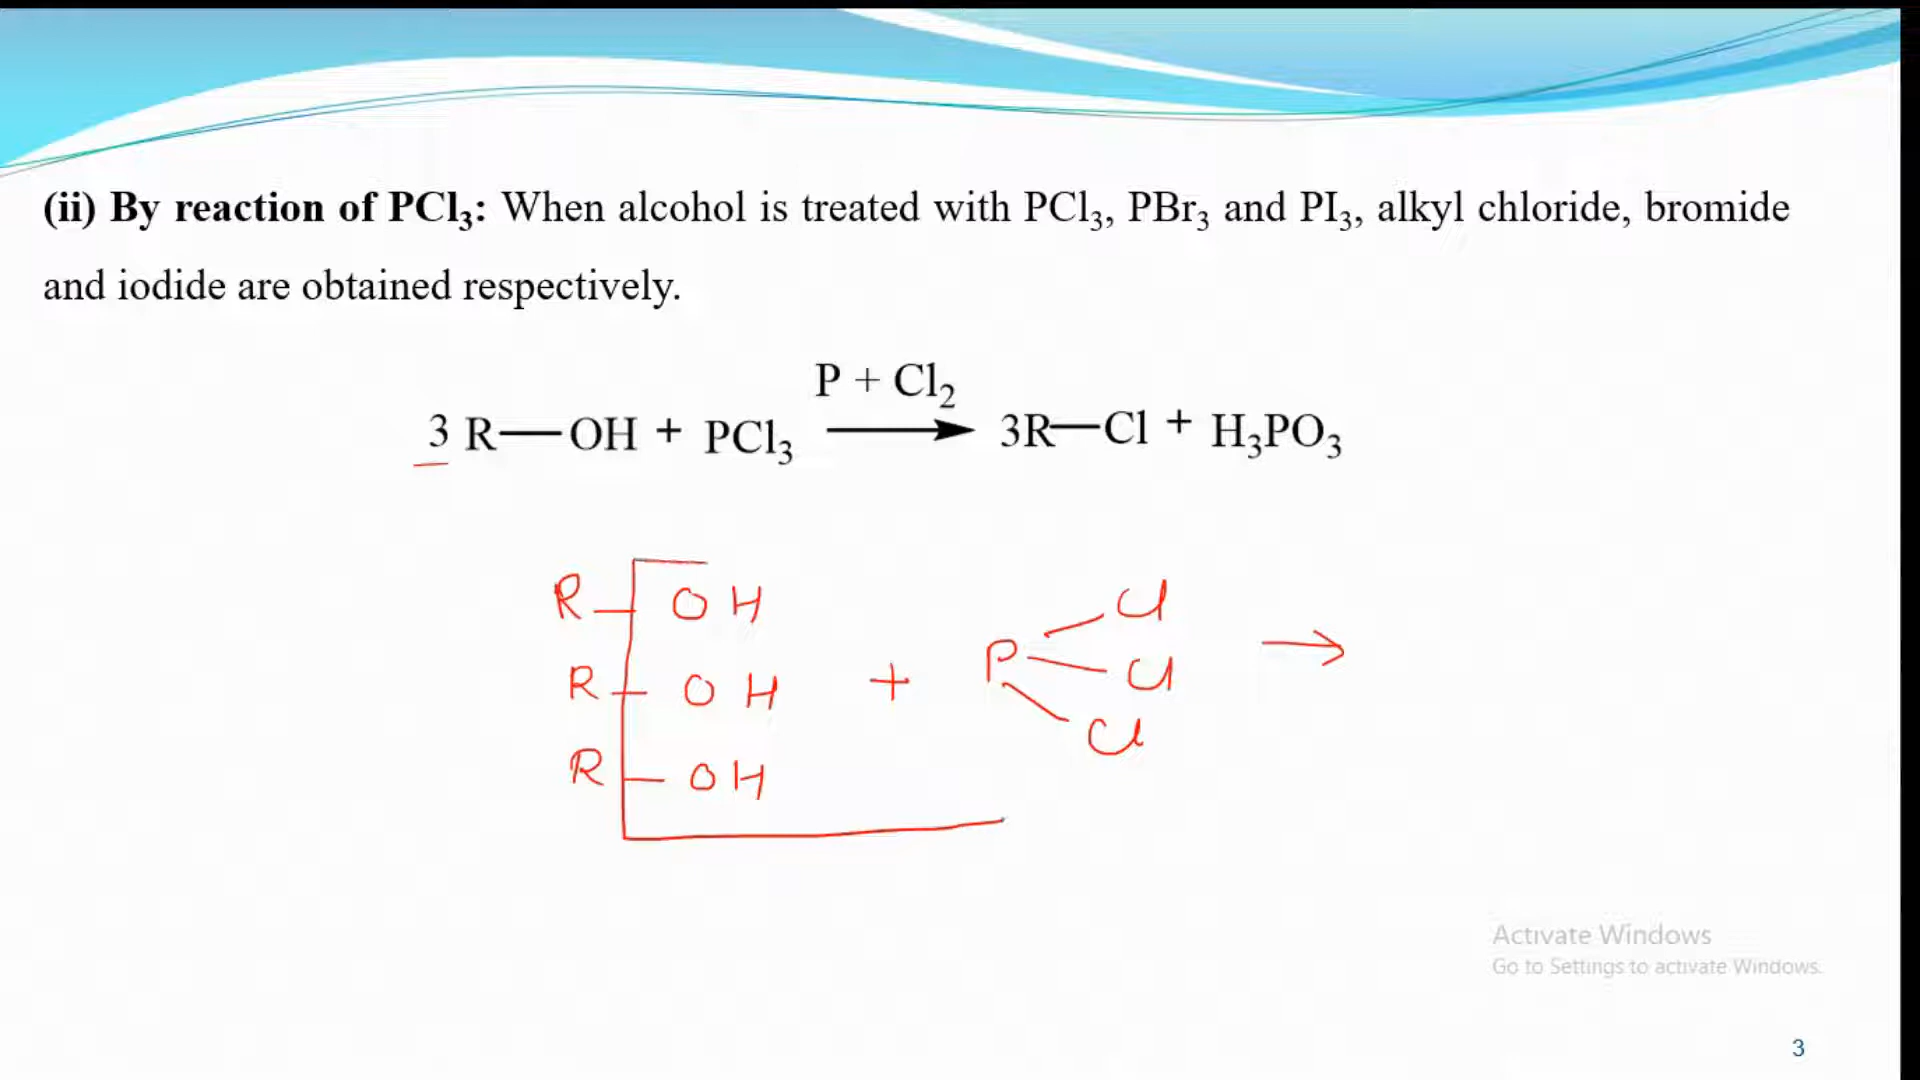 (ii) By reaction of PCl₃: When alcohol is treated with PCl₃, PBr₃ and PI₃, alkyl chloride, bromide
and iodide are obtained respectively.
P + Cl₂
3 R—OH + PCl₃ ⟶ 3R—Cl + H₃PO₃
R — OH
R — OH + P Cl Cl Cl →
R — OH
Activate Windows
Go to Settings to activate Windows.
3